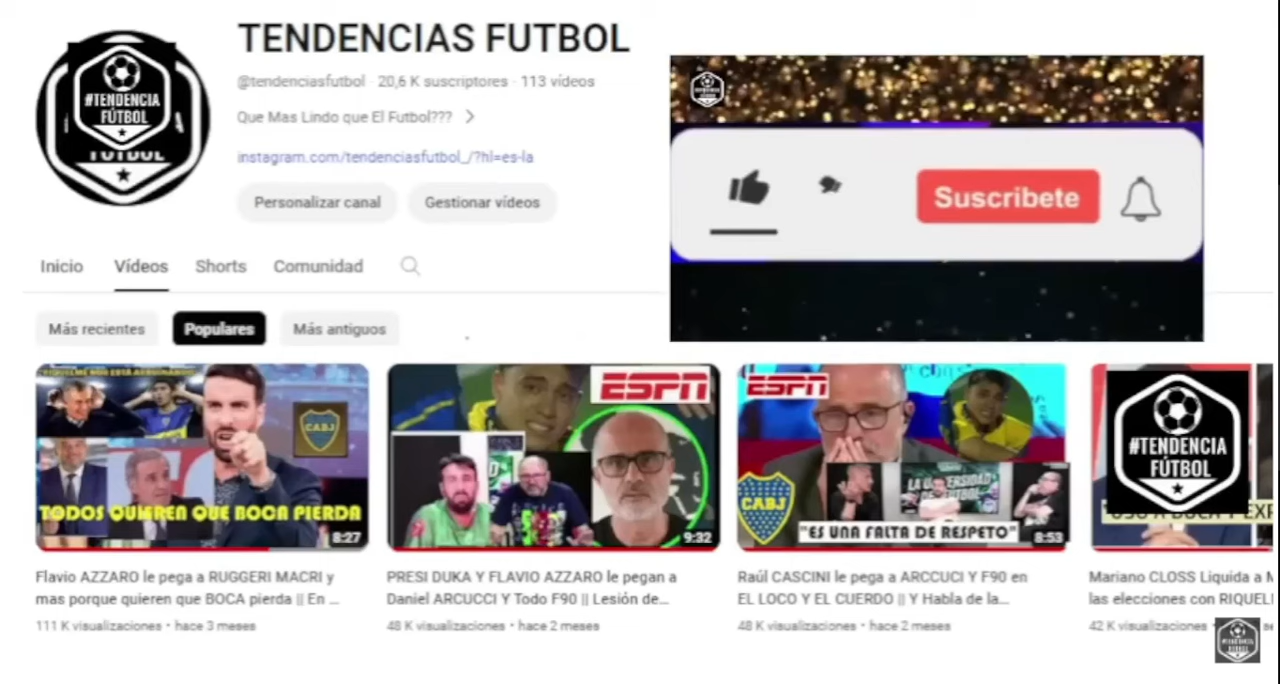 TENDENCIAS FUTBOL
@tendenciasfutbol · 20,6 K suscriptores · 113 vídeos
Que Mas Lindo que El Futbol???
instagram.com/tendenciasfutbol_/?hl=es-la
Personalizar canal
Gestionar vídeos
#TENDENCIA
FÚTBOL
Suscribete
Inicio
Vídeos
Shorts
Comunidad
Más recientes
Populares
Más antiguos
CABJ
TODOS QUIEREN QUE BOCA PIERDA
8:27
ESPN
9:32
ESPN
CABJ
"ES UNA FALTA DE RESPETO"
8:53
#TENDENCIA
FÚTBOL
Flavio AZZARO le pega a RUGGERI MACRI y
mas porque quieren que BOCA pierda || En ...
111 K visualizaciones · hace 3 meses
PRESI DUKA Y FLAVIO AZZARO le pegan a
Daniel ARCUCCI Y Todo F90 || Lesión de...
48 K visualizaciones · hace 2 meses
Raúl CASCINI le pega a ARCCUCI Y F90 en
EL LOCO Y EL CUERDO || Y Habla de la...
48 K visualizaciones · hace 2 meses
Mariano CLOSS Liquida a
las elecciones con
42 K visualizaciones